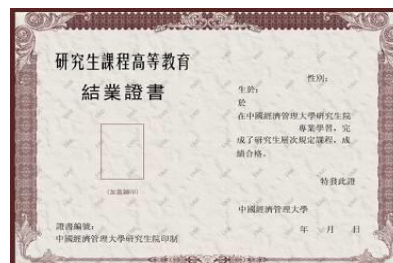 研究生課程高等教育
結業證書
(加蓋鋼印)
證書編號:
中國經濟管理大學研究生院印制
性別:
生於:
於
在中國經濟管理大學研究生院
專業學習,完
成了研究生層次規定課程,成
績合格。
特發此證
中國經濟管理大學
年 月 日